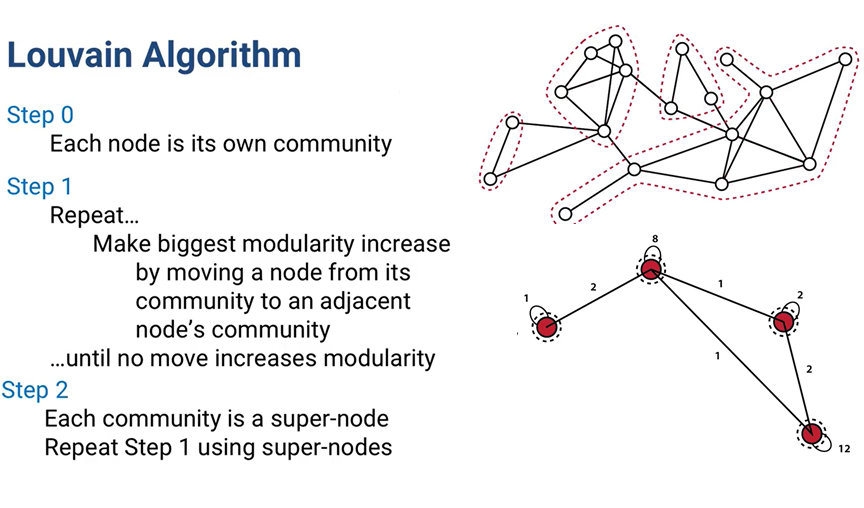 Louvain Algorithm
Step 0
Each node is its own community
Step 1
Repeat...
Make biggest modularity increase
by moving a node from its
community to an adjacent
node's community
...until no move increases modularity
Step 2
Each community is a super-node
Repeat Step 1 using super-nodes
8
1
2
1
2
1
2
12